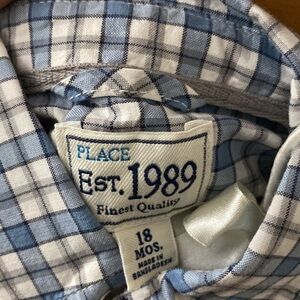 PLACE
EST. 1989
Finest Quality
18
MOS.
MADE IN
BANGLADESH